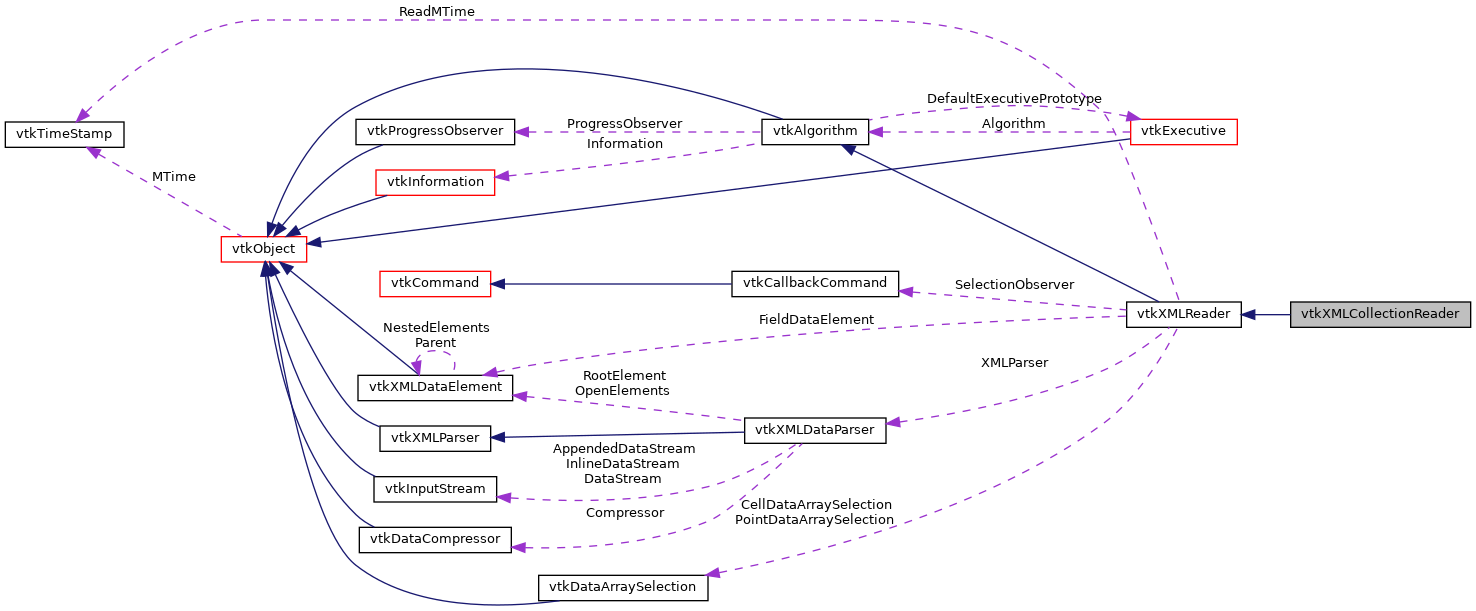 ReadMTime
DefaultExecutivePrototype
vtkTimeStamp
vtkProgressObserver
ProgressObserver
vtkAlgorithm
Algorithm
vtkExecutive
Information
MTime
vtkInformation
vtkObject
vtkCommand
vtkCallbackCommand
SelectionObserver
vtkXMLReader
vtkXMLCollectionReader
NestedElements
Parent
FieldDataElement
vtkXMLDataElement
RootElement
OpenElements
XMLParser
vtkXMLParser
vtkXMLDataParser
AppendedDataStream
InlineDataStream
DataStream
vtkInputStream
Compressor
CellDataArraySelection
PointDataArraySelection
vtkDataCompressor
vtkDataArraySelection